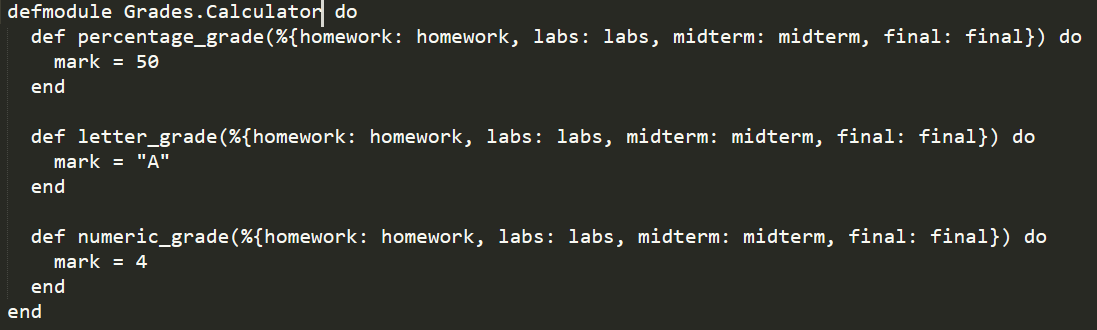 defmodule Grades.Calculator do
  def percentage_grade(%{homework: homework, labs: labs, midterm: midterm, final: final}) do
    mark = 50
  end

  def letter_grade(%{homework: homework, labs: labs, midterm: midterm, final: final}) do
    mark = "A"
  end

  def numeric_grade(%{homework: homework, labs: labs, midterm: midterm, final: final}) do
    mark = 4
  end
end